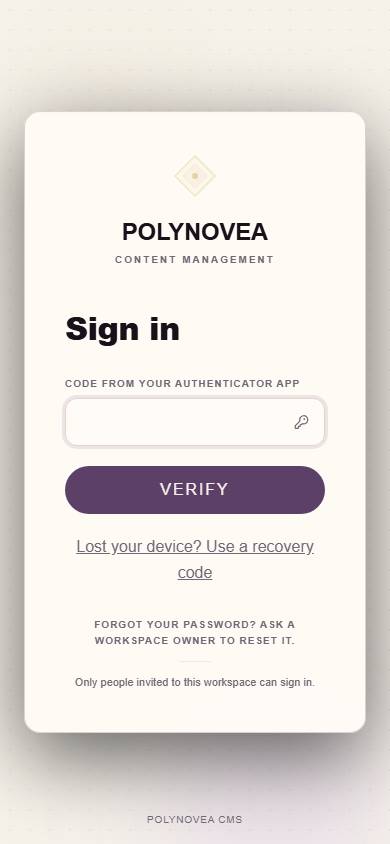 POLYNOVEA
CONTENT MANAGEMENT
Sign in
CODE FROM YOUR AUTHENTICATOR APP
VERIFY
Lost your device? Use a recovery
code
FORGOT YOUR PASSWORD? ASK A
WORKSPACE OWNER TO RESET IT.
Only people invited to this workspace can sign in.
POLYNOVEA CMS